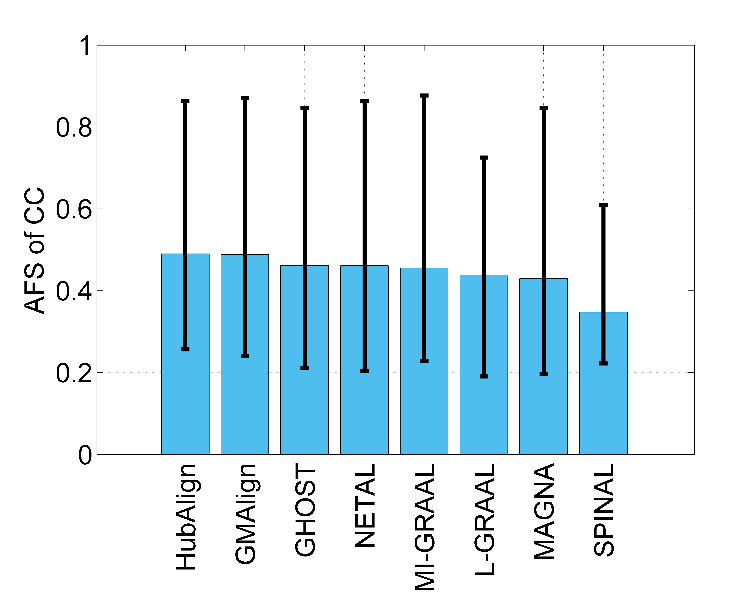 1
0.8
0.6
0.4
0.2
0
AFS of CC
HubAlign
GMAlign
GHOST
NETAL
MI-GRAAL
L-GRAAL
MAGNA
SPINAL